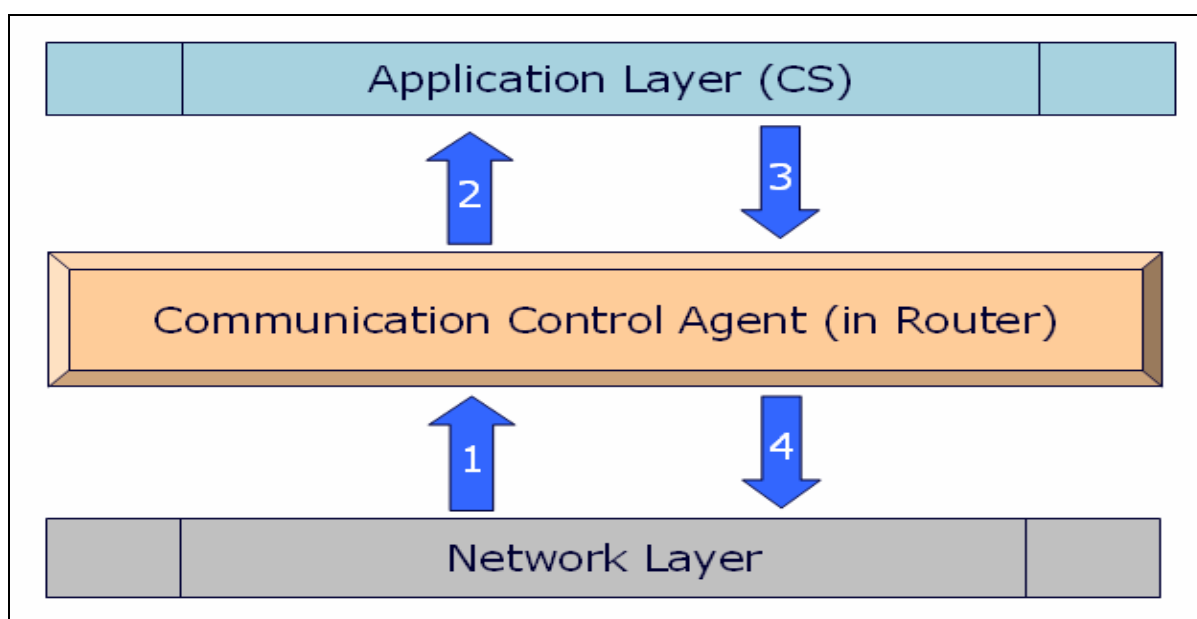 Application Layer (CS)
2
3
Communication Control Agent (in Router)
1
4
Network Layer